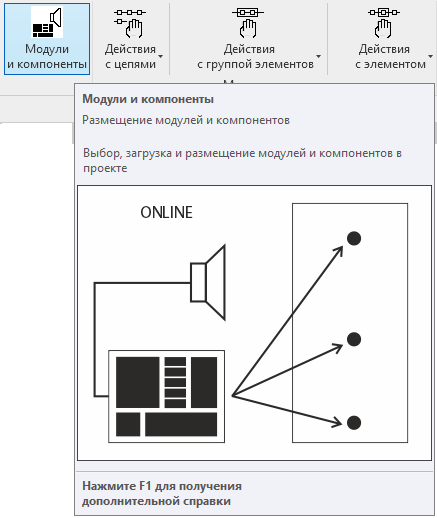 Модули
и компоненты
Действия
с цепями
Действия
с группой элементов
Действия
с элементом
Модули и компоненты
Размещение модулей и компонентов
Выбор, загрузка и размещение модулей и компонентов в
проекте
ONLINE
Нажмите F1 для получения
дополнительной справки